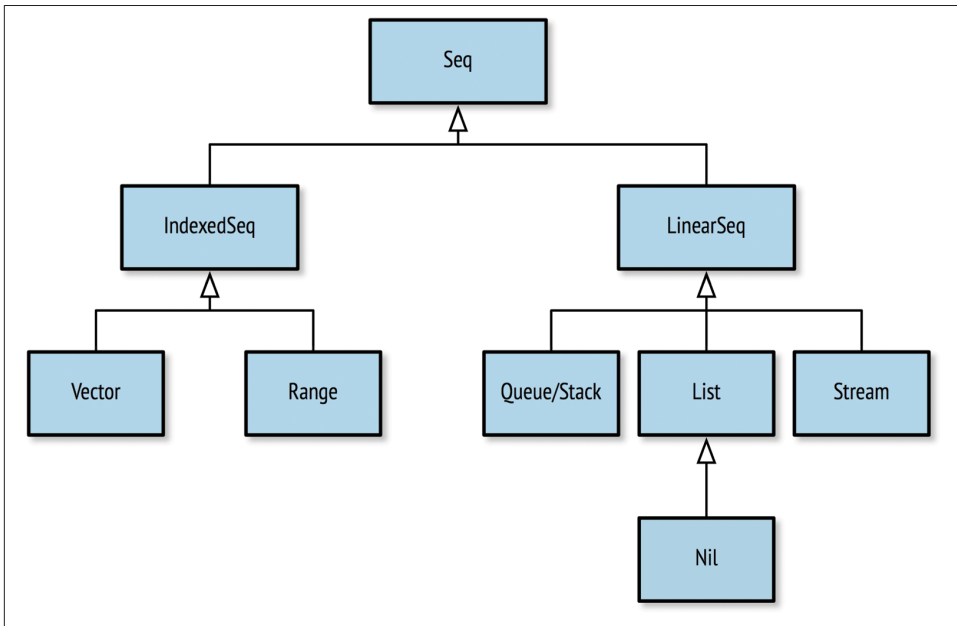 Seq
IndexedSeq
LinearSeq
Vector
Range
Queue/Stack
List
Stream
Nil